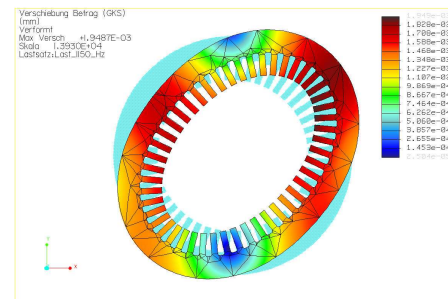 Verschiebung Betrag (GKS)
(mm)
Verformt
Max Versch +1.9487E-03
Skala 1.3930E+04
Lastsatz:Last_1150_Hz
1.828e-03
1.708e-03
1.588e-03
1.468e-03
1.348e-03
1.227e-03
1.107e-03
9.869e-04
8.667e-04
7.464e-04
6.262e-04
5.060e-04
3.857e-04
2.655e-04
1.453e-04
Y
X